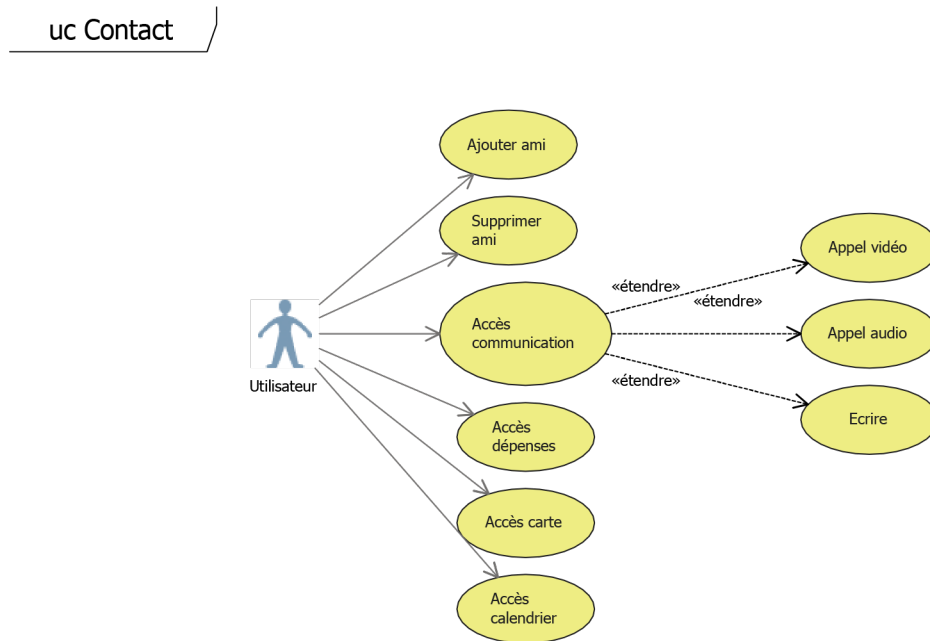 uc Contact
Ajouter ami
Supprimer
ami
Appel vidéo
«étendre»
«étendre»
Accès
communication
Appel audio
Utilisateur
«étendre»
Ecrire
Accès
dépenses
Accès carte
Accès
calendrier